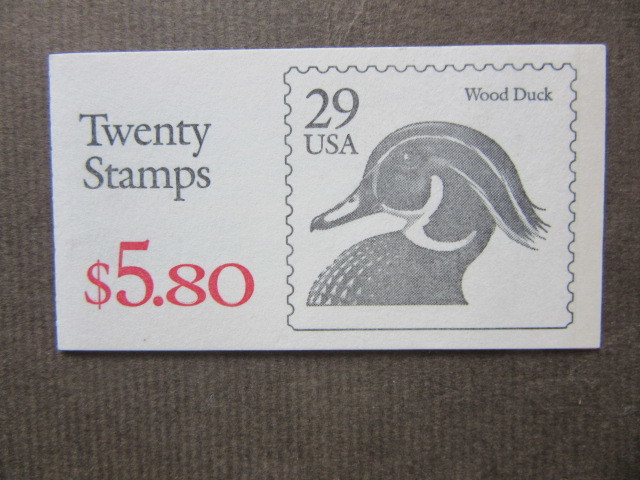 Twenty
Stamps
$5.80
29
USA
Wood Duck